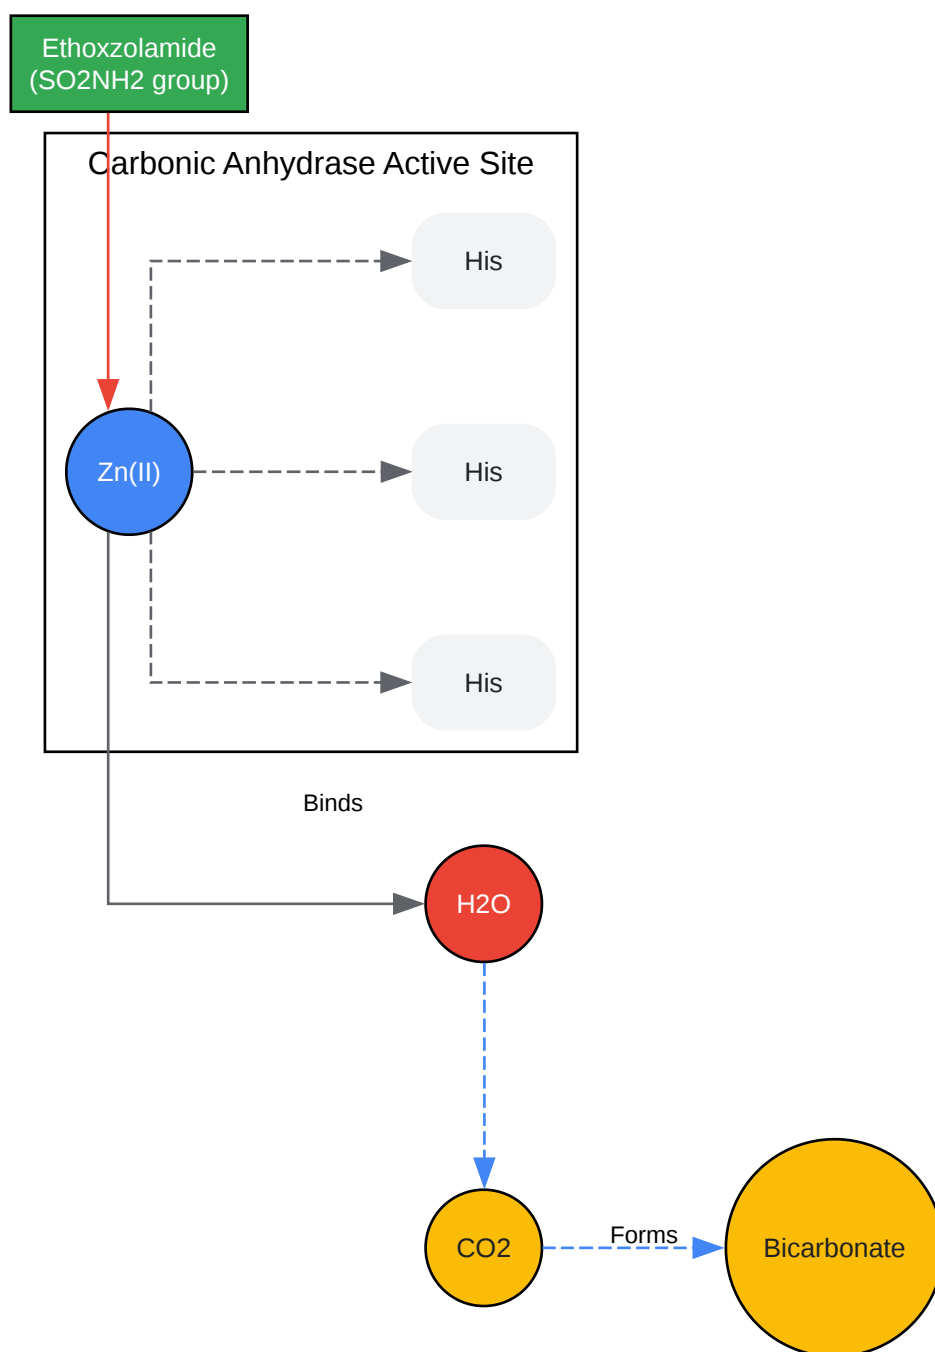 Ethoxzolamide
(SO2NH2 group)
Carbonic Anhydrase Active Site
His
Zn(II)
His
His
Binds
H2O
CO2
Forms
Bicarbonate